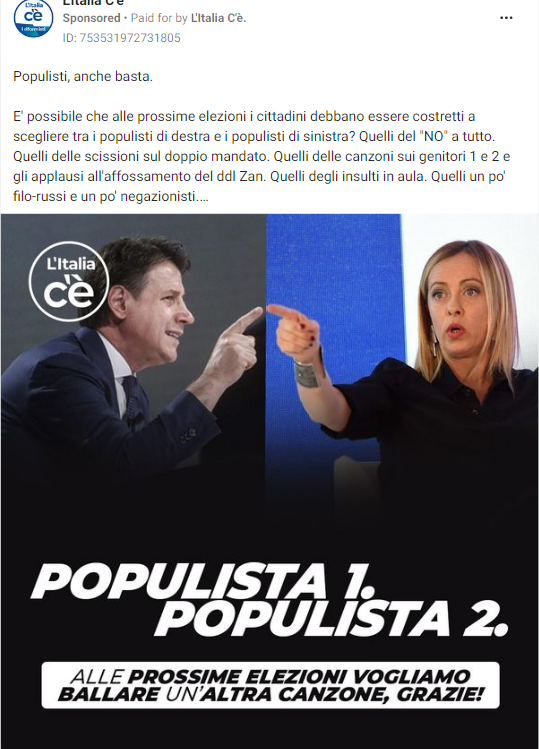 L'Italia C'è
Sponsored • Paid for by L'Italia C'è.
ID: 753531972731805
Populisti, anche basta.
E' possibile che alle prossime elezioni i cittadini debbano essere costretti a
scegliere tra i populisti di destra e i populisti di sinistra? Quelli del "NO" a tutto.
Quelli delle scissioni sul doppio mandato. Quelli delle canzoni sui genitori 1 e 2 e
gli applausi all'affossamento del ddl Zan. Quelli degli insulti in aula. Quelli un po'
filo-russi e un po' negazionisti....
L'Italia
c'è
POPULISTA 1.
POPULISTA 2.
ALLE PROSSIME ELEZIONI VOGLIAMO
BALLARE UN'ALTRA CANZONE, GRAZIE!